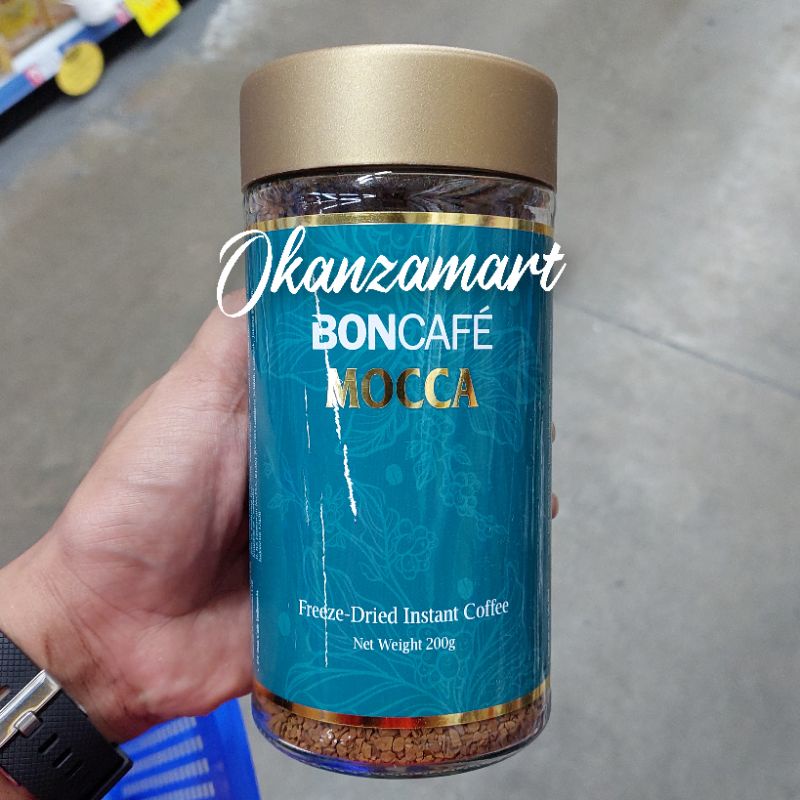 Okanzamart
BONCAFÉ
MOCCA
Freeze-Dried Instant Coffee
Net Weight 200g